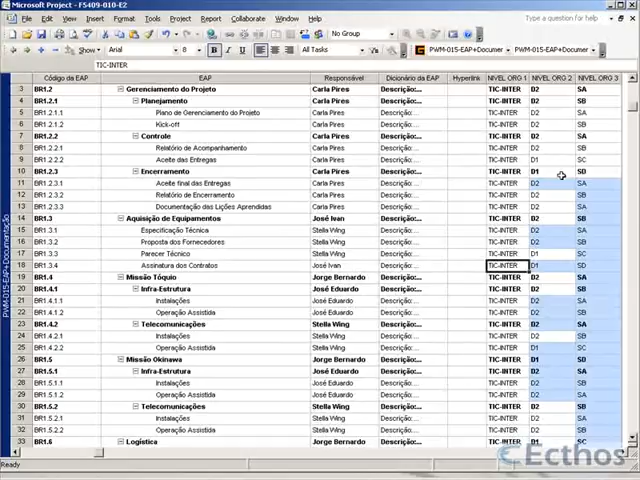 Microsoft Project - F5409-010-E2
File Edit View Insert Format Tools Project Report Collaborate Window Help Type a question for help
No Group
Show Arial 8 B I U All Tasks PWM-015-EAP+Documer PWM-015-EAP+Documer
TIC-INTER
Código da EAP EAP Responsável Dicionário da EAP Hyperlink NIVEL ORG 1 NIVEL ORG 2 NIVEL ORG 3
3 BR1.2 Gerenciamento do Projeto Carla Pires Descrição:... TIC-INTER D2 SA
4 BR1.2.1 Planejamento Carla Pires Descrição:... TIC-INTER D2 SB
5 BR1.2.1.1 Plano de Gerenciamento do Projeto Carla Pires Descrição:... TIC-INTER D2 SA
6 BR1.2.1.2 Kick-off Carla Pires Descrição:... TIC-INTER D2 SB
7 BR1.2.2 Controle Carla Pires Descrição:... TIC-INTER D2 SA
8 BR1.2.2.1 Relatório de Acompanhamento Carla Pires Descrição:... TIC-INTER D2 SB
9 BR1.2.2.2 Aceite das Entregas Carla Pires Descrição:... TIC-INTER D1 SC
10 BR1.2.3 Encerramento Carla Pires Descrição:... TIC-INTER D1 SD
11 BR1.2.3.1 Aceite final das Entregas Carla Pires Descrição:... TIC-INTER D2 SA
12 BR1.2.3.2 Relatório de Encerramento Carla Pires Descrição:... TIC-INTER D2 SB
13 BR1.2.3.3 Documentação das Lições Aprendidas Carla Pires Descrição:... TIC-INTER D2 SA
14 BR1.3 Aquisição de Equipamentos José Ivan Descrição:... TIC-INTER D2 SB
15 BR1.3.1 Especificação Técnica Stella Wing Descrição:... TIC-INTER D2 SA
16 BR1.3.2 Proposta dos Fornecedores Stella Wing Descrição:... TIC-INTER D2 SB
17 BR1.3.3 Parecer Técnico Stella Wing Descrição:... TIC-INTER D1 SC
18 BR1.3.4 Assinatura dos Contratos José Ivan Descrição:... TIC-INTER D1 SD
19 BR1.4 Missão Tóquio Jorge Bernardo Descrição:... TIC-INTER D2 SA
20 BR1.4.1 Infra-Estrutura José Eduardo Descrição:... TIC-INTER D2 SB
21 BR1.4.1.1 Instalações José Eduardo Descrição:... TIC-INTER D2 SA
22 BR1.4.1.2 Operação Assistida José Eduardo Descrição:... TIC-INTER D2 SB
23 BR1.4.2 Telecomunicações Stella Wing Descrição:... TIC-INTER D2 SA
24 BR1.4.2.1 Instalações Stella Wing Descrição:... TIC-INTER D2 SB
25 BR1.4.2.2 Operação Assistida Stella Wing Descrição:... TIC-INTER D1 SC
26 BR1.5 Missão Okinawa Jorge Bernardo Descrição:... TIC-INTER D1 SB
27 BR1.5.1 Infra-Estrutura José Eduardo Descrição:... TIC-INTER D2 SA
28 BR1.5.1.1 Instalações José Eduardo Descrição:... TIC-INTER D2 SB
29 BR1.5.1.2 Operação Assistida José Eduardo Descrição:... TIC-INTER D2 SA
30 BR1.5.2 Telecomunicações Stella Wing Descrição:... TIC-INTER D2 SB
31 BR1.5.2.1 Instalações Stella Wing Descrição:... TIC-INTER D2 SA
32 BR1.5.2.2 Operação Assistida Stella Wing Descrição:... TIC-INTER D2 SB
33 BR1.6 Logística Jorge Bernardo Descrição:... TIC-INTER D1 SC
PWM-015-EAP+Documentação
Ready
Ecthos